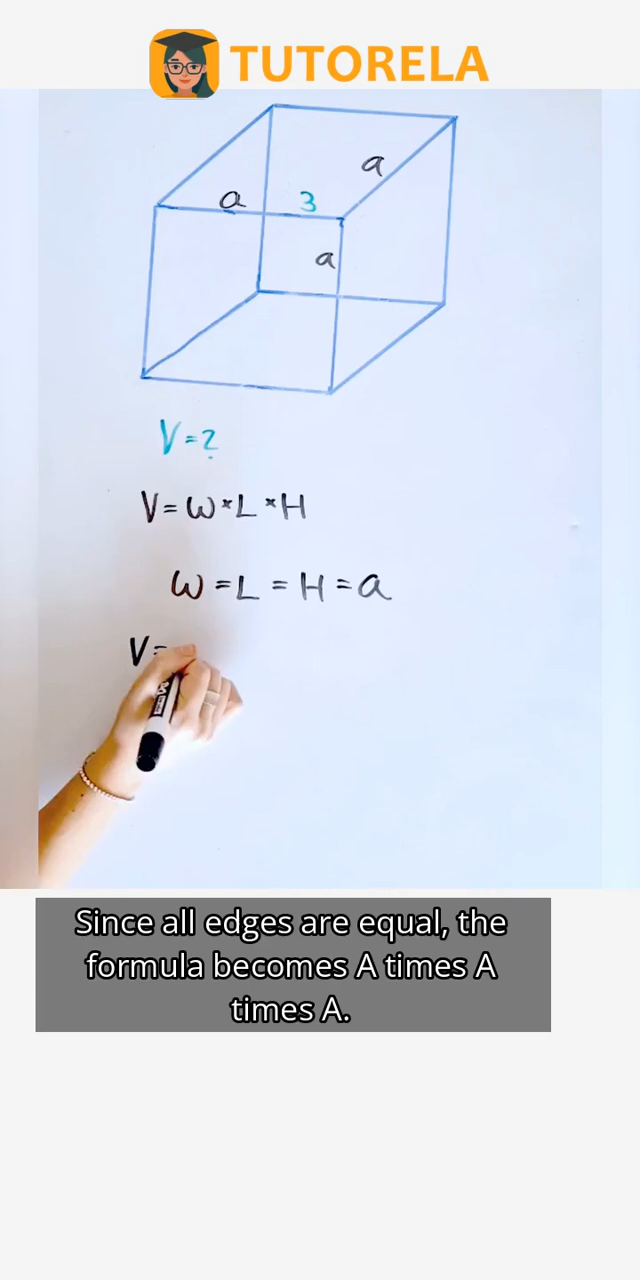 TUTORELA
a
a 3
a
V=?
V=W×L×H
W=L=H=a
V=
Since all edges are equal, the
formula becomes A times A
times A.